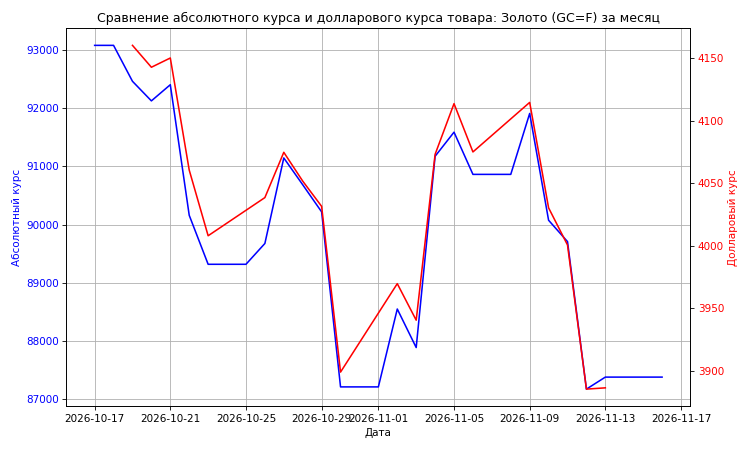 Сравнение абсолютного курса и долларового курса товара: Золото (GC=F) за месяц
93000
92000
91000
90000
89000
88000
87000
Абсолютный курс
4150
4100
4050
4000
3950
3900
Долларовый курс
2026-10-17 2026-10-21 2026-10-25 2026-10-29 2026-11-01 2026-11-05 2026-11-09 2026-11-13 2026-11-17
Дата